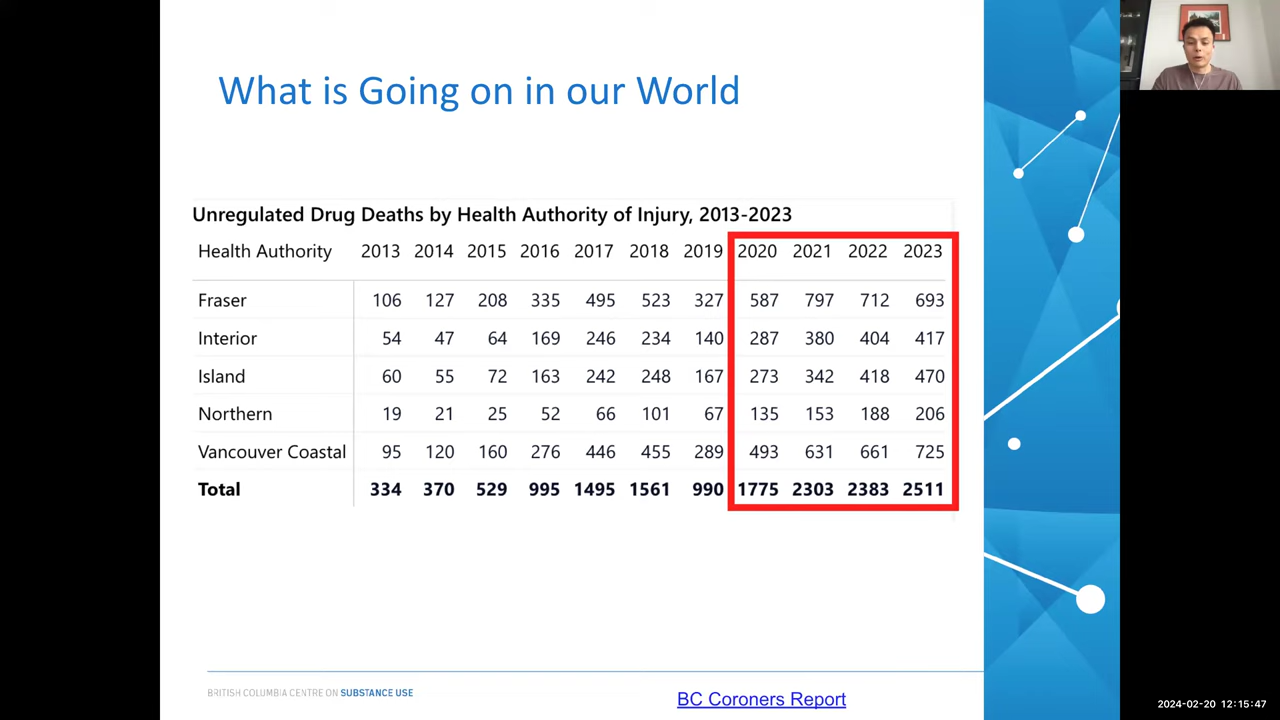 What is Going on in our World
Unregulated Drug Deaths by Health Authority of Injury, 2013-2023
Health Authority 2013 2014 2015 2016 2017 2018 2019 2020 2021 2022 2023
Fraser 106 127 208 335 495 523 327 587 797 712 693
Interior 54 47 64 169 246 234 140 287 380 404 417
Island 60 55 72 163 242 248 167 273 342 418 470
Northern 19 21 25 52 66 101 67 135 153 188 206
Vancouver Coastal 95 120 160 276 446 455 289 493 631 661 725
Total 334 370 529 995 1495 1561 990 1775 2303 2383 2511
BRITISH COLUMBIA CENTRE ON SUBSTANCE USE
BC Coroners Report
2024-02-20 12:15:47